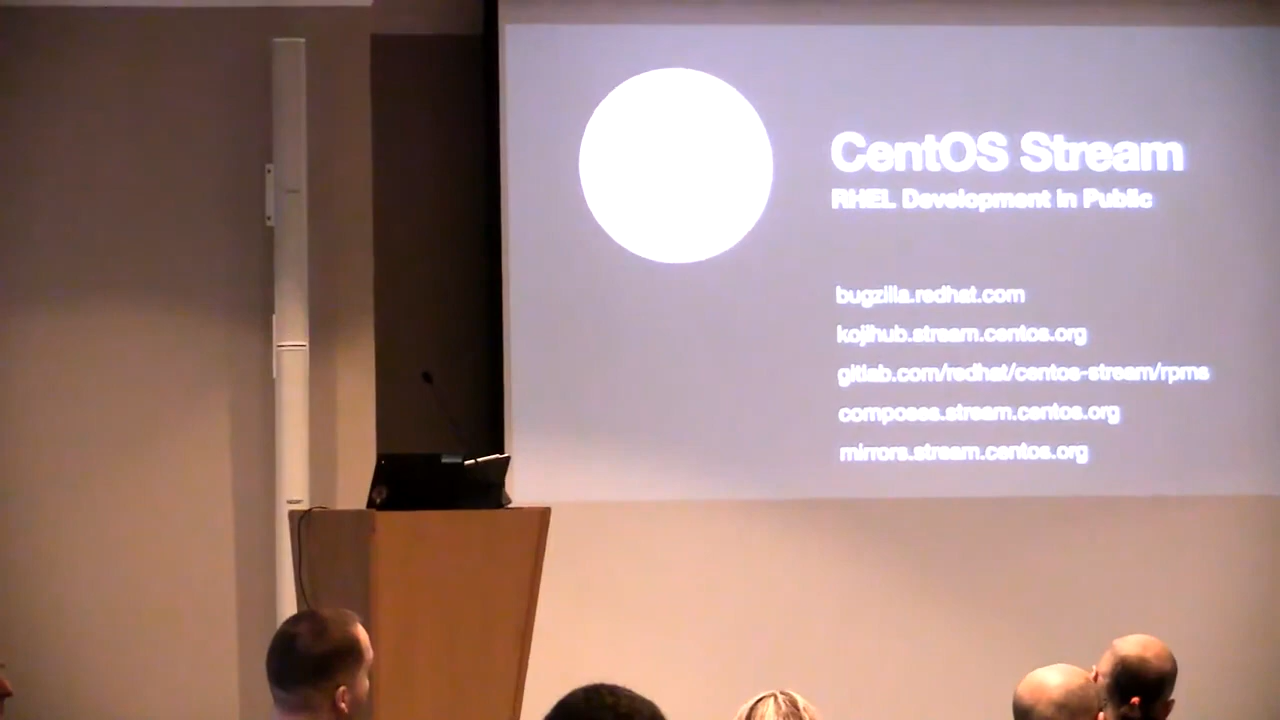 CentOS Stream
RHEL Development in Public
bugzilla.redhat.com
kojihub.stream.centos.org
gitlab.com/redhat/centos-stream/rpms
composes.stream.centos.org
mirrors.stream.centos.org